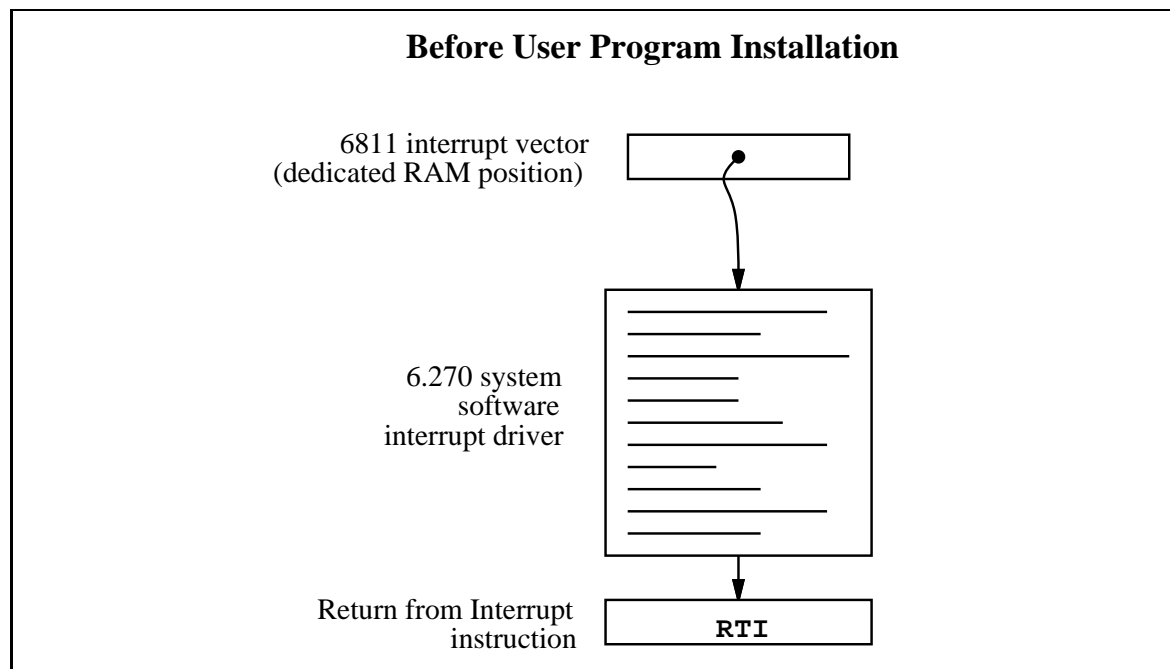 Before User Program Installation
6811 interrupt vector
(dedicated RAM position)
6.270 system
software
interrupt driver
Return from Interrupt
instruction
RTI